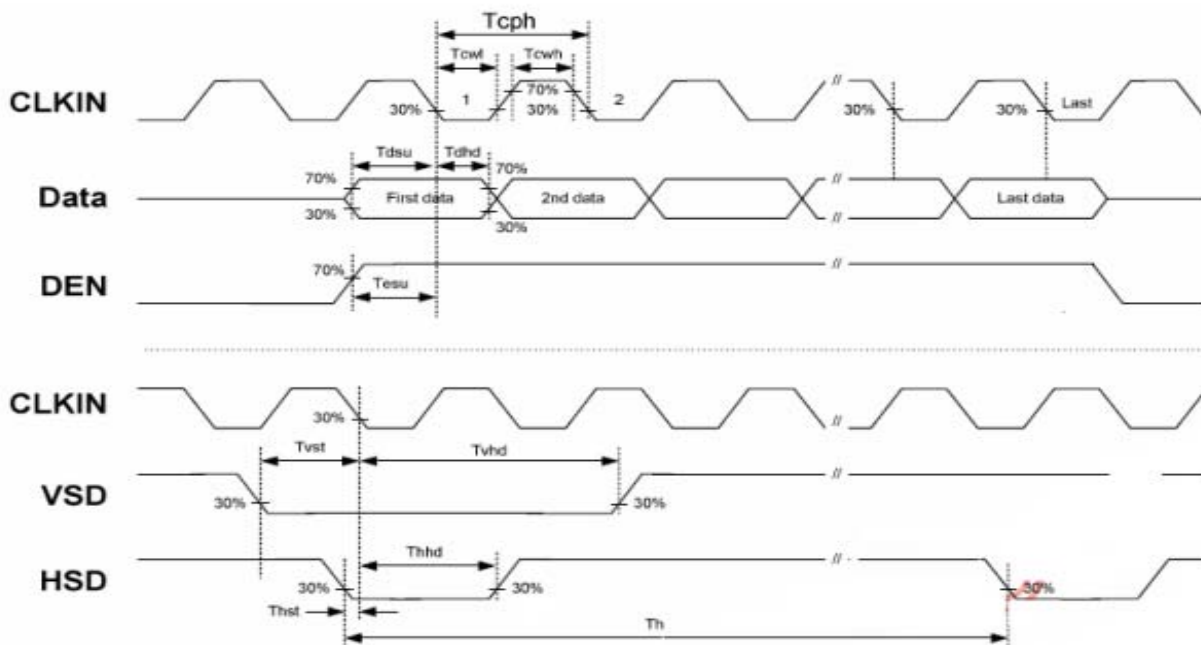 Tcph
Tcwl Tcwh
CLKIN 30% 1 70% 30% 2 // 30% 30% Last
Tdsu Tdhd
70% 70%
Data First data 2nd data // Last data
30% 30%
DEN 70% //
Tesu
CLKIN 30% //
Tvst Tvhd
VSD 30% 30% //
Thhd
HSD 30% 30% // 30%
Thst
Th